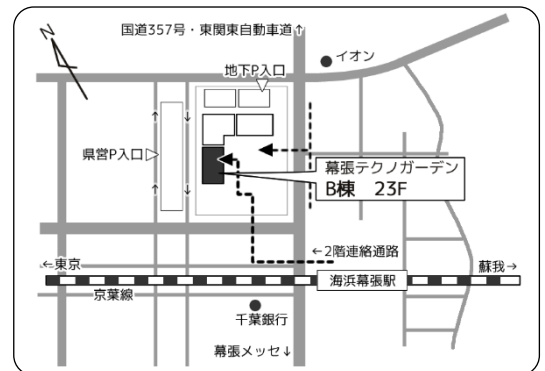 国道357号・東関東自動車道↑
イオン
地下P入口
県営P入口
幕張テクノガーデン
B棟 23F
←2階連絡通路
←東京
蘇我→
海浜幕張駅
京葉線
千葉銀行
幕張メッセ↓
N